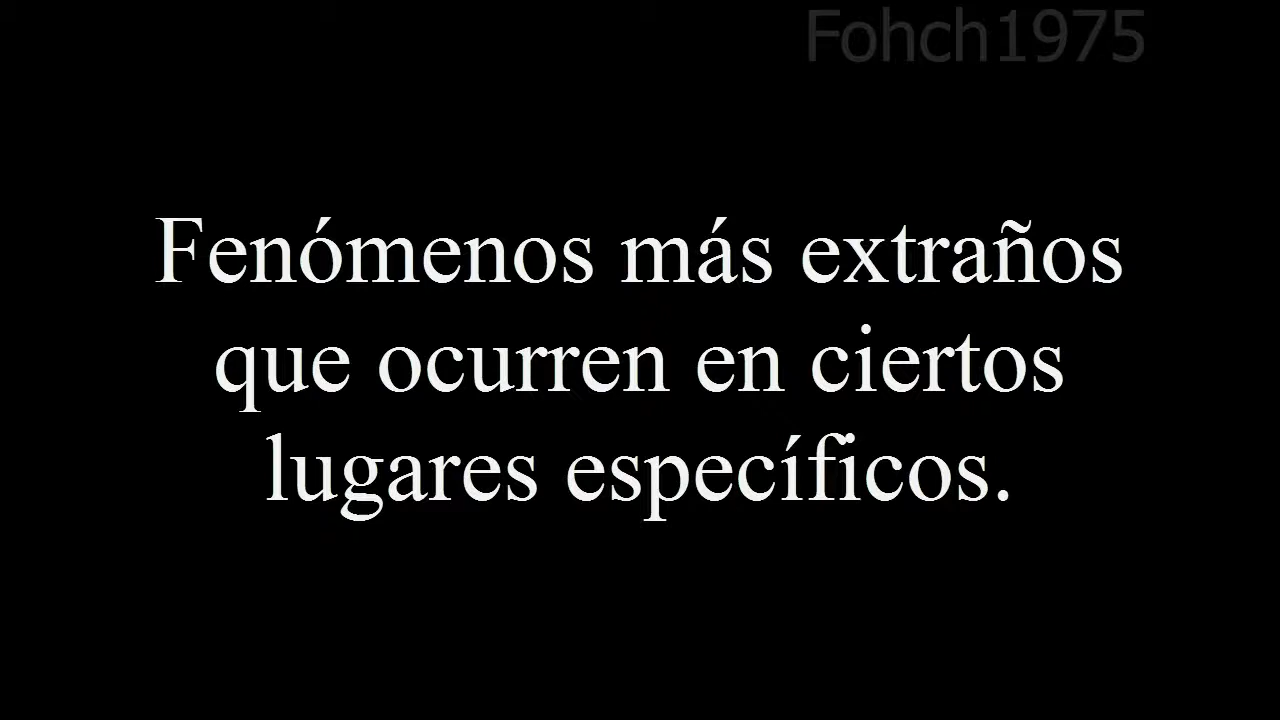 Fohch1975
Fenómenos más extraños
que ocurren en ciertos
lugares específicos.